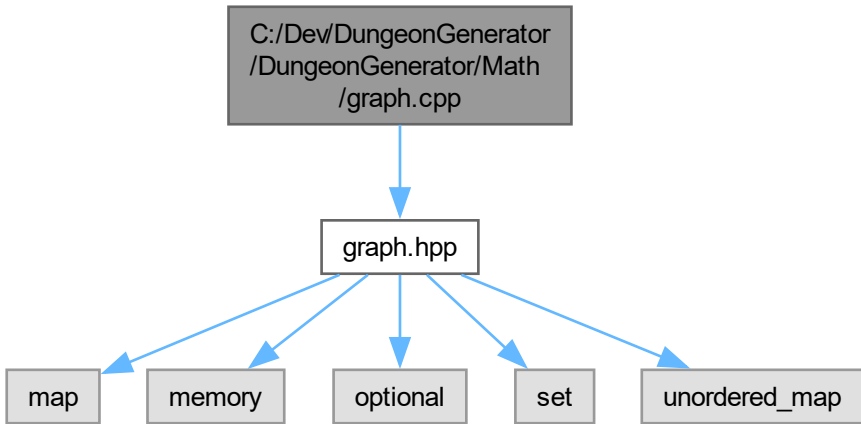 C:/Dev/DungeonGenerator
/DungeonGenerator/Math
/graph.cpp
graph.hpp
map
memory
optional
set
unordered_map